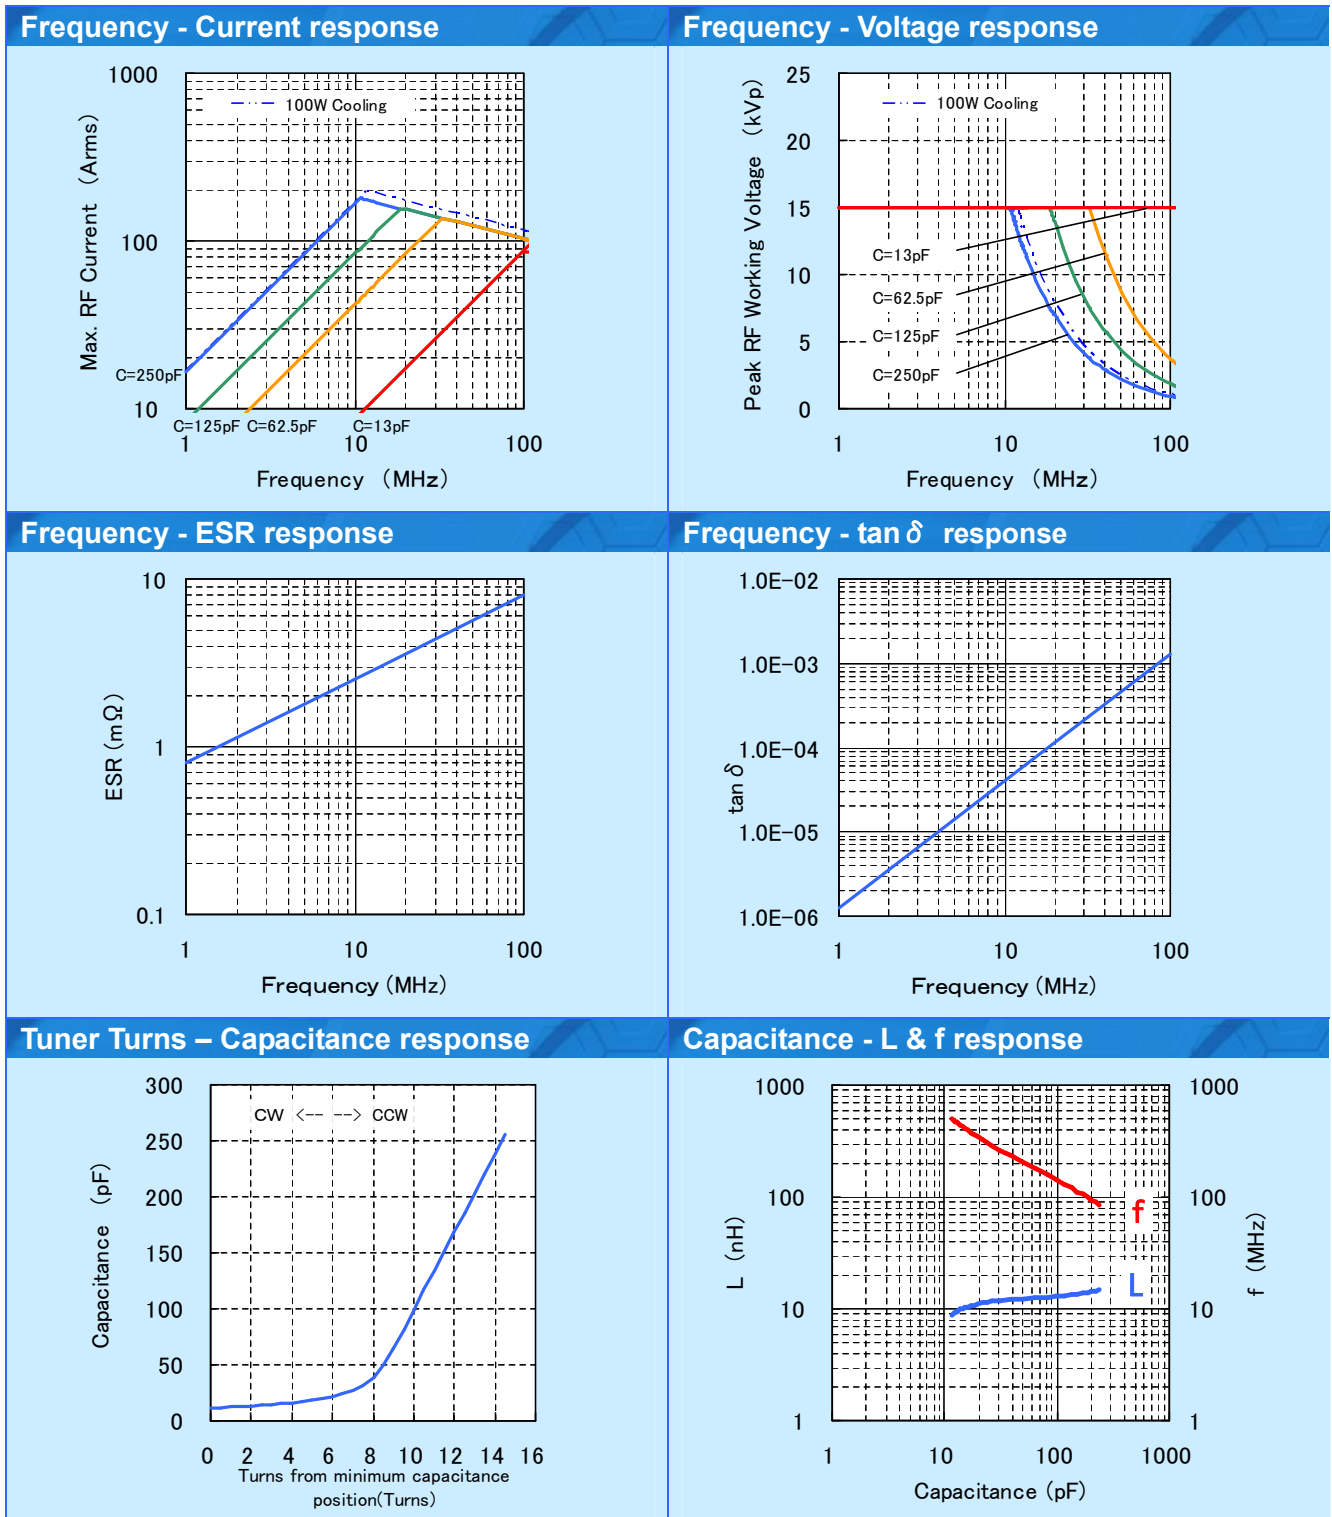 Frequency - Current response
1000
100W Cooling
Max. RF Current (Arms)
100
C=250pF
10
C=125pF C=62.5pF C=13pF
1 10 100
Frequency (MHz)
Frequency - Voltage response
25
100W Cooling
Peak RF Working Voltage (kVp)
20
15
C=13pF
10
C=62.5pF
C=125pF
5
C=250pF
0
1 10 100
Frequency (MHz)
Frequency - ESR response
10
ESR (mΩ)
1
0.1
1 10 100
Frequency (MHz)
Frequency - tan δ response
1.0E-02
1.0E-03
1.0E-04
tan δ
1.0E-05
1.0E-06
1 10 100
Frequency (MHz)
Tuner Turns – Capacitance response
300
CW <-- --> CCW
250
Capacitance (pF)
200
150
100
50
0
0 2 4 6 8 10 12 14 16
Turns from minimum capacitance
position(Turns)
Capacitance - L & f response
1000 1000
100 f 100
L (nH) f (MHz)
L
10 10
1 1
1 10 100 1000
Capacitance (pF)